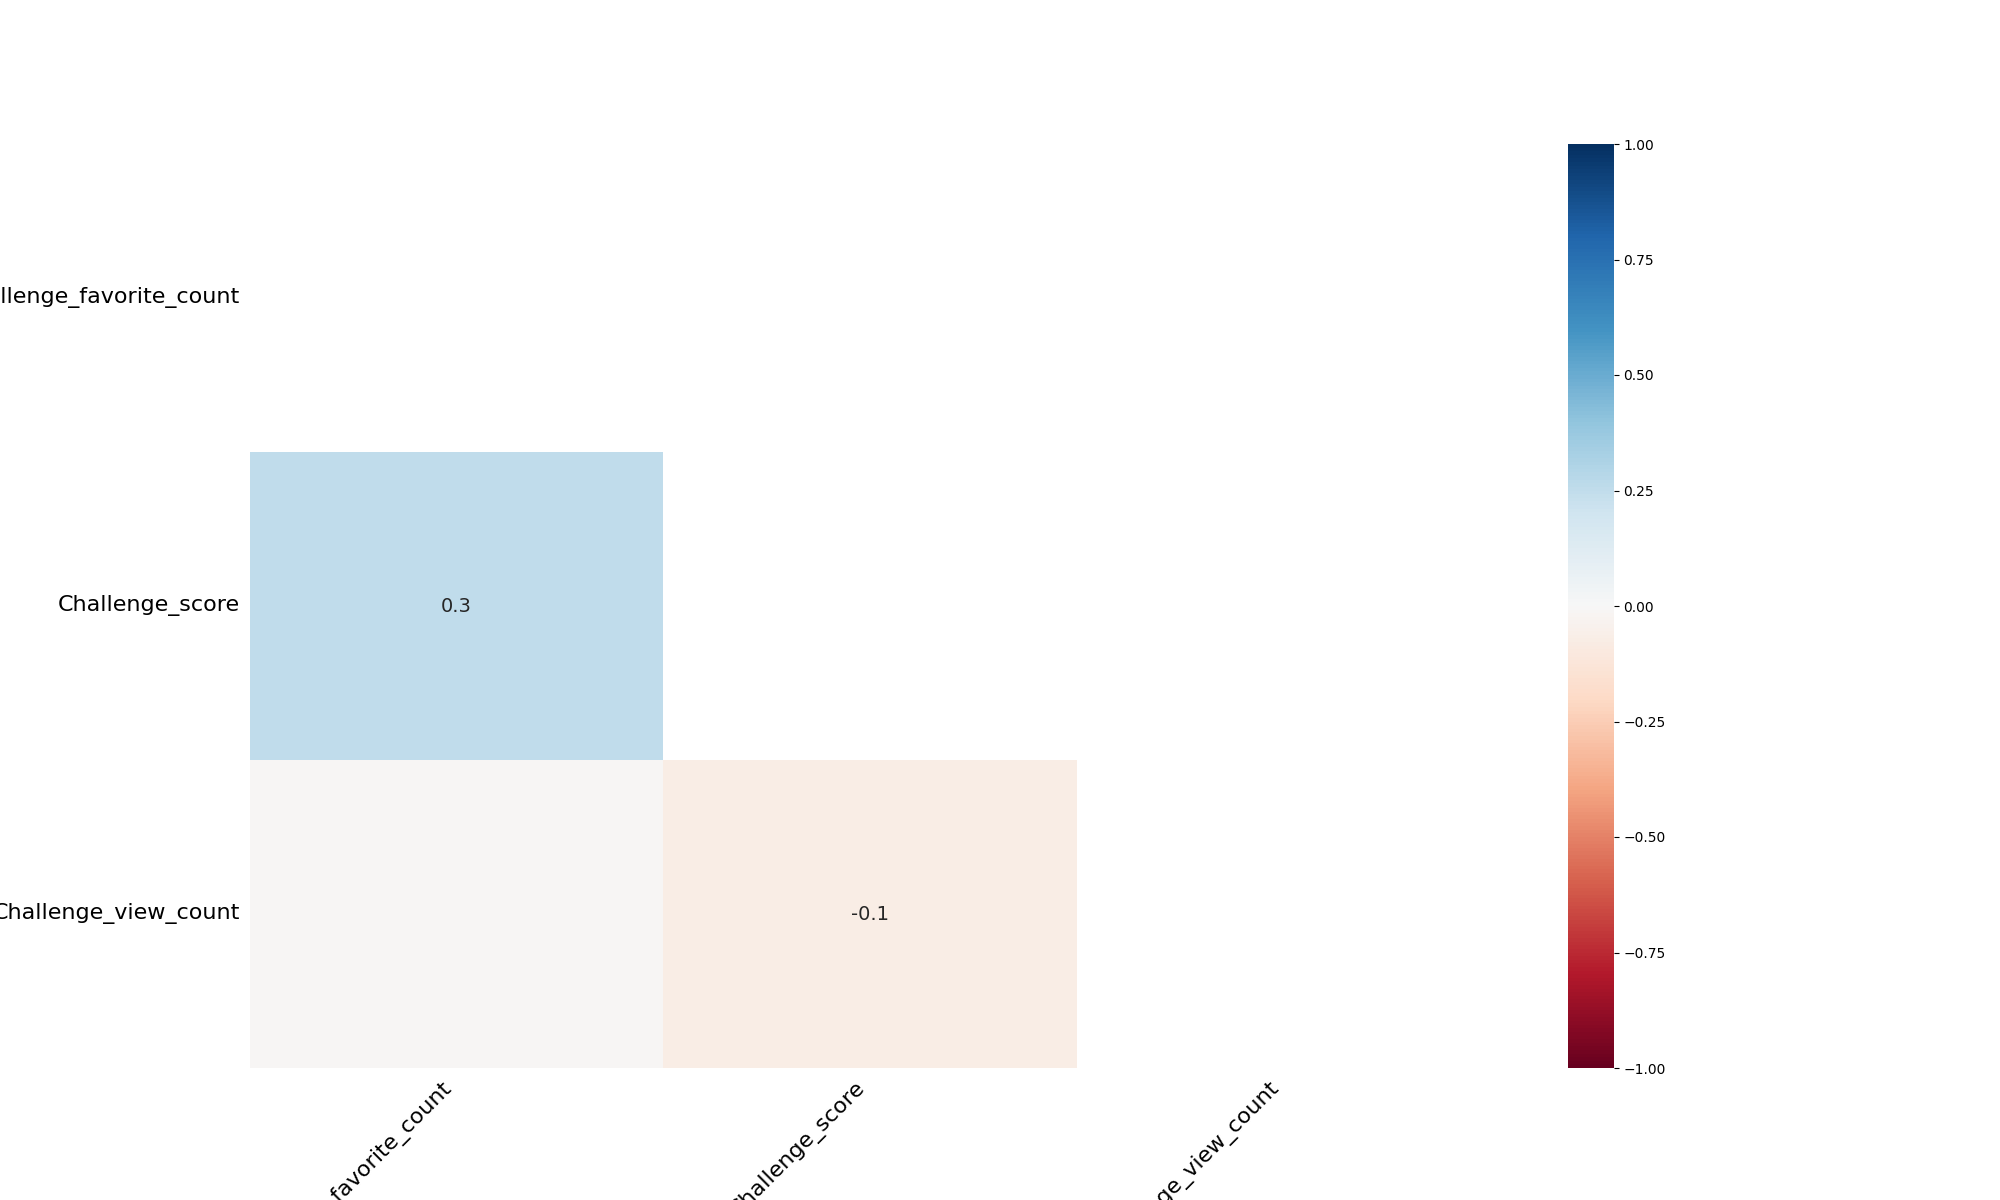 1.00
0.75
0.50
0.25
0.00
−0.25
−0.50
−0.75
−1.00
llenge_favorite_count
Challenge_score
0.3
Challenge_view_count
-0.1
favorite_count
Challenge_score
ge_view_count